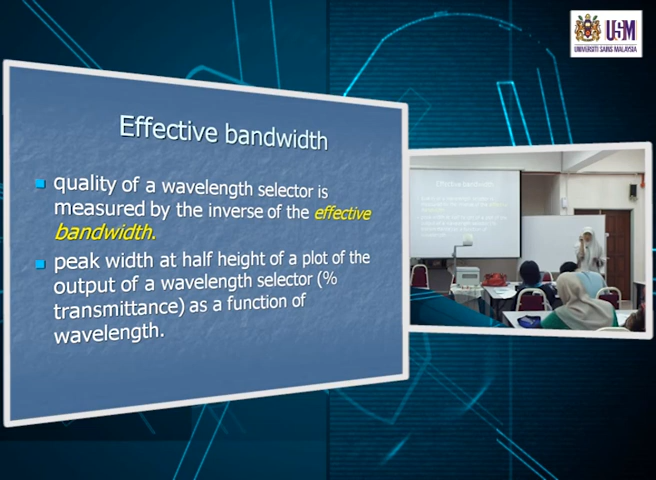 USM
UNIVERSITI SAINS MALAYSIA
Effective bandwidth
quality of a wavelength selector is
measured by the inverse of the effective
bandwidth.
peak width at half height of a plot of the
output of a wavelength selector (%
transmittance) as a function of
wavelength.
Effective bandwidth